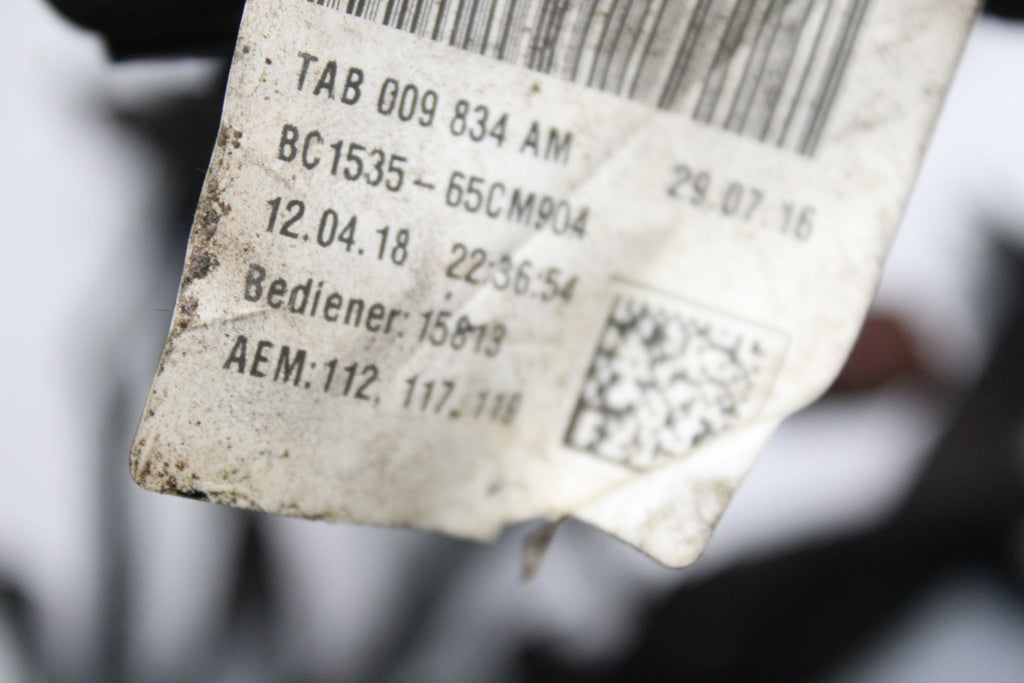 TAB 009 834 AM
BC1535-65CM904 29.07.16
12.04.18 22:36:54
Bediener: 15813
AEM: 112, 117,